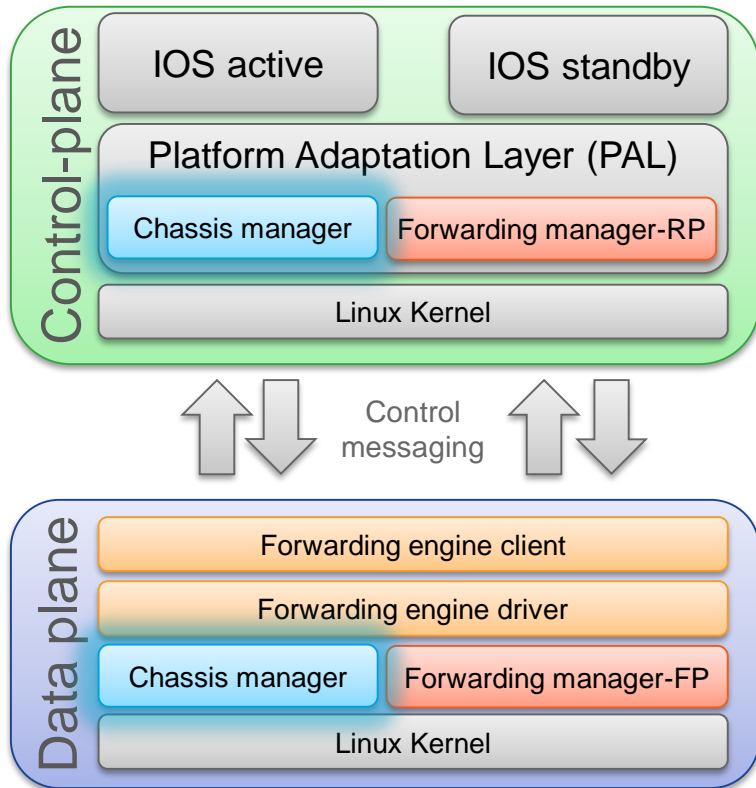 Control-plane
IOS active
IOS standby
Platform Adaptation Layer (PAL)
Chassis manager
Forwarding manager-RP
Linux Kernel
Control
messaging
Data plane
Forwarding engine client
Forwarding engine driver
Chassis manager
Forwarding manager-FP
Linux Kernel